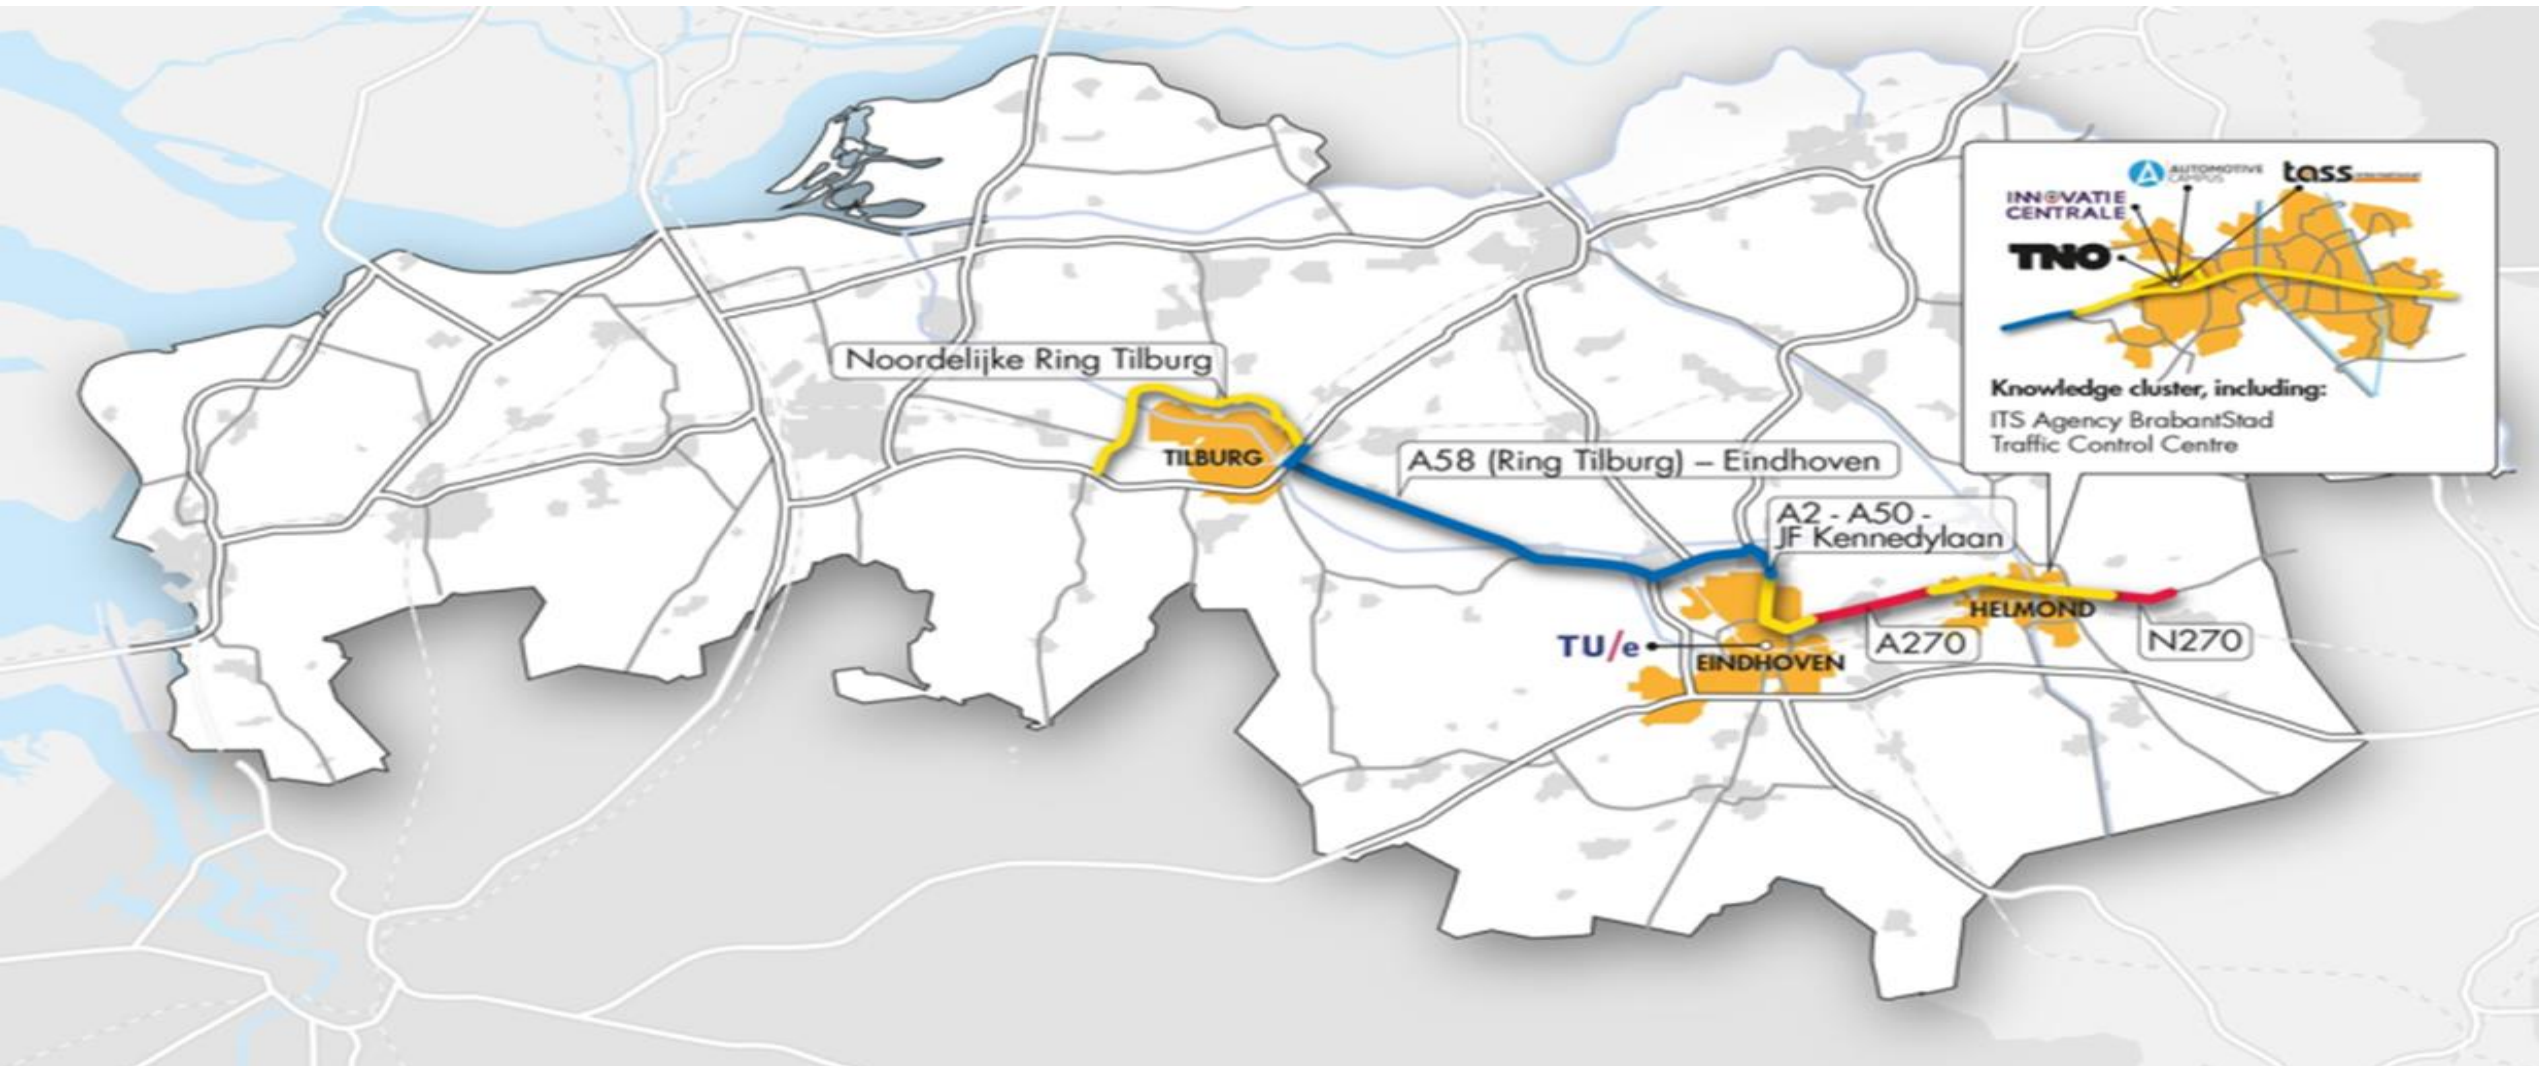 AUTOMOTIVE
CAMPUS
tass
INNOVATIE
CENTRALE
TNO
Knowledge cluster, including:
ITS Agency BrabantStad
Traffic Control Centre
Noordelijke Ring Tilburg
TILBURG
A58 (Ring Tilburg) – Eindhoven
A2 - A50 -
JF Kennedylaan
HELMOND
A270
N270
TU/e
EINDHOVEN